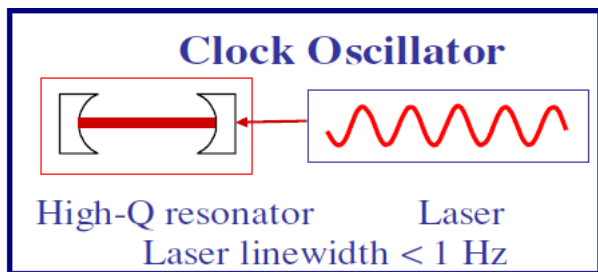 Clock Oscillator
High-Q resonator Laser
Laser linewidth < 1 Hz